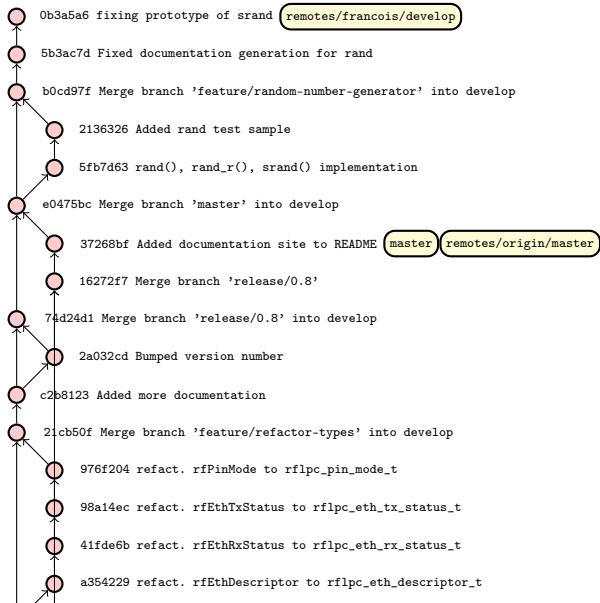 0b3a5a6 fixing prototype of srand remotes/francois/develop
5b3ac7d Fixed documentation generation for rand
b0cd97f Merge branch ’feature/random-number-generator’ into develop
2136326 Added rand test sample
5fb7d63 rand(), rand_r(), srand() implementation
e0475bc Merge branch ’master’ into develop
37268bf Added documentation site to README master remotes/origin/master
16272f7 Merge branch ’release/0.8’
74d24d1 Merge branch ’release/0.8’ into develop
2a032cd Bumped version number
c2b8123 Added more documentation
21cb50f Merge branch ’feature/refactor-types’ into develop
976f204 refact. rfPinMode to rflpc_pin_mode_t
98a14ec refact. rfEthTxStatus to rflpc_eth_tx_status_t
41fde6b refact. rfEthRxStatus to rflpc_eth_rx_status_t
a354229 refact. rfEthDescriptor to rflpc_eth_descriptor_t